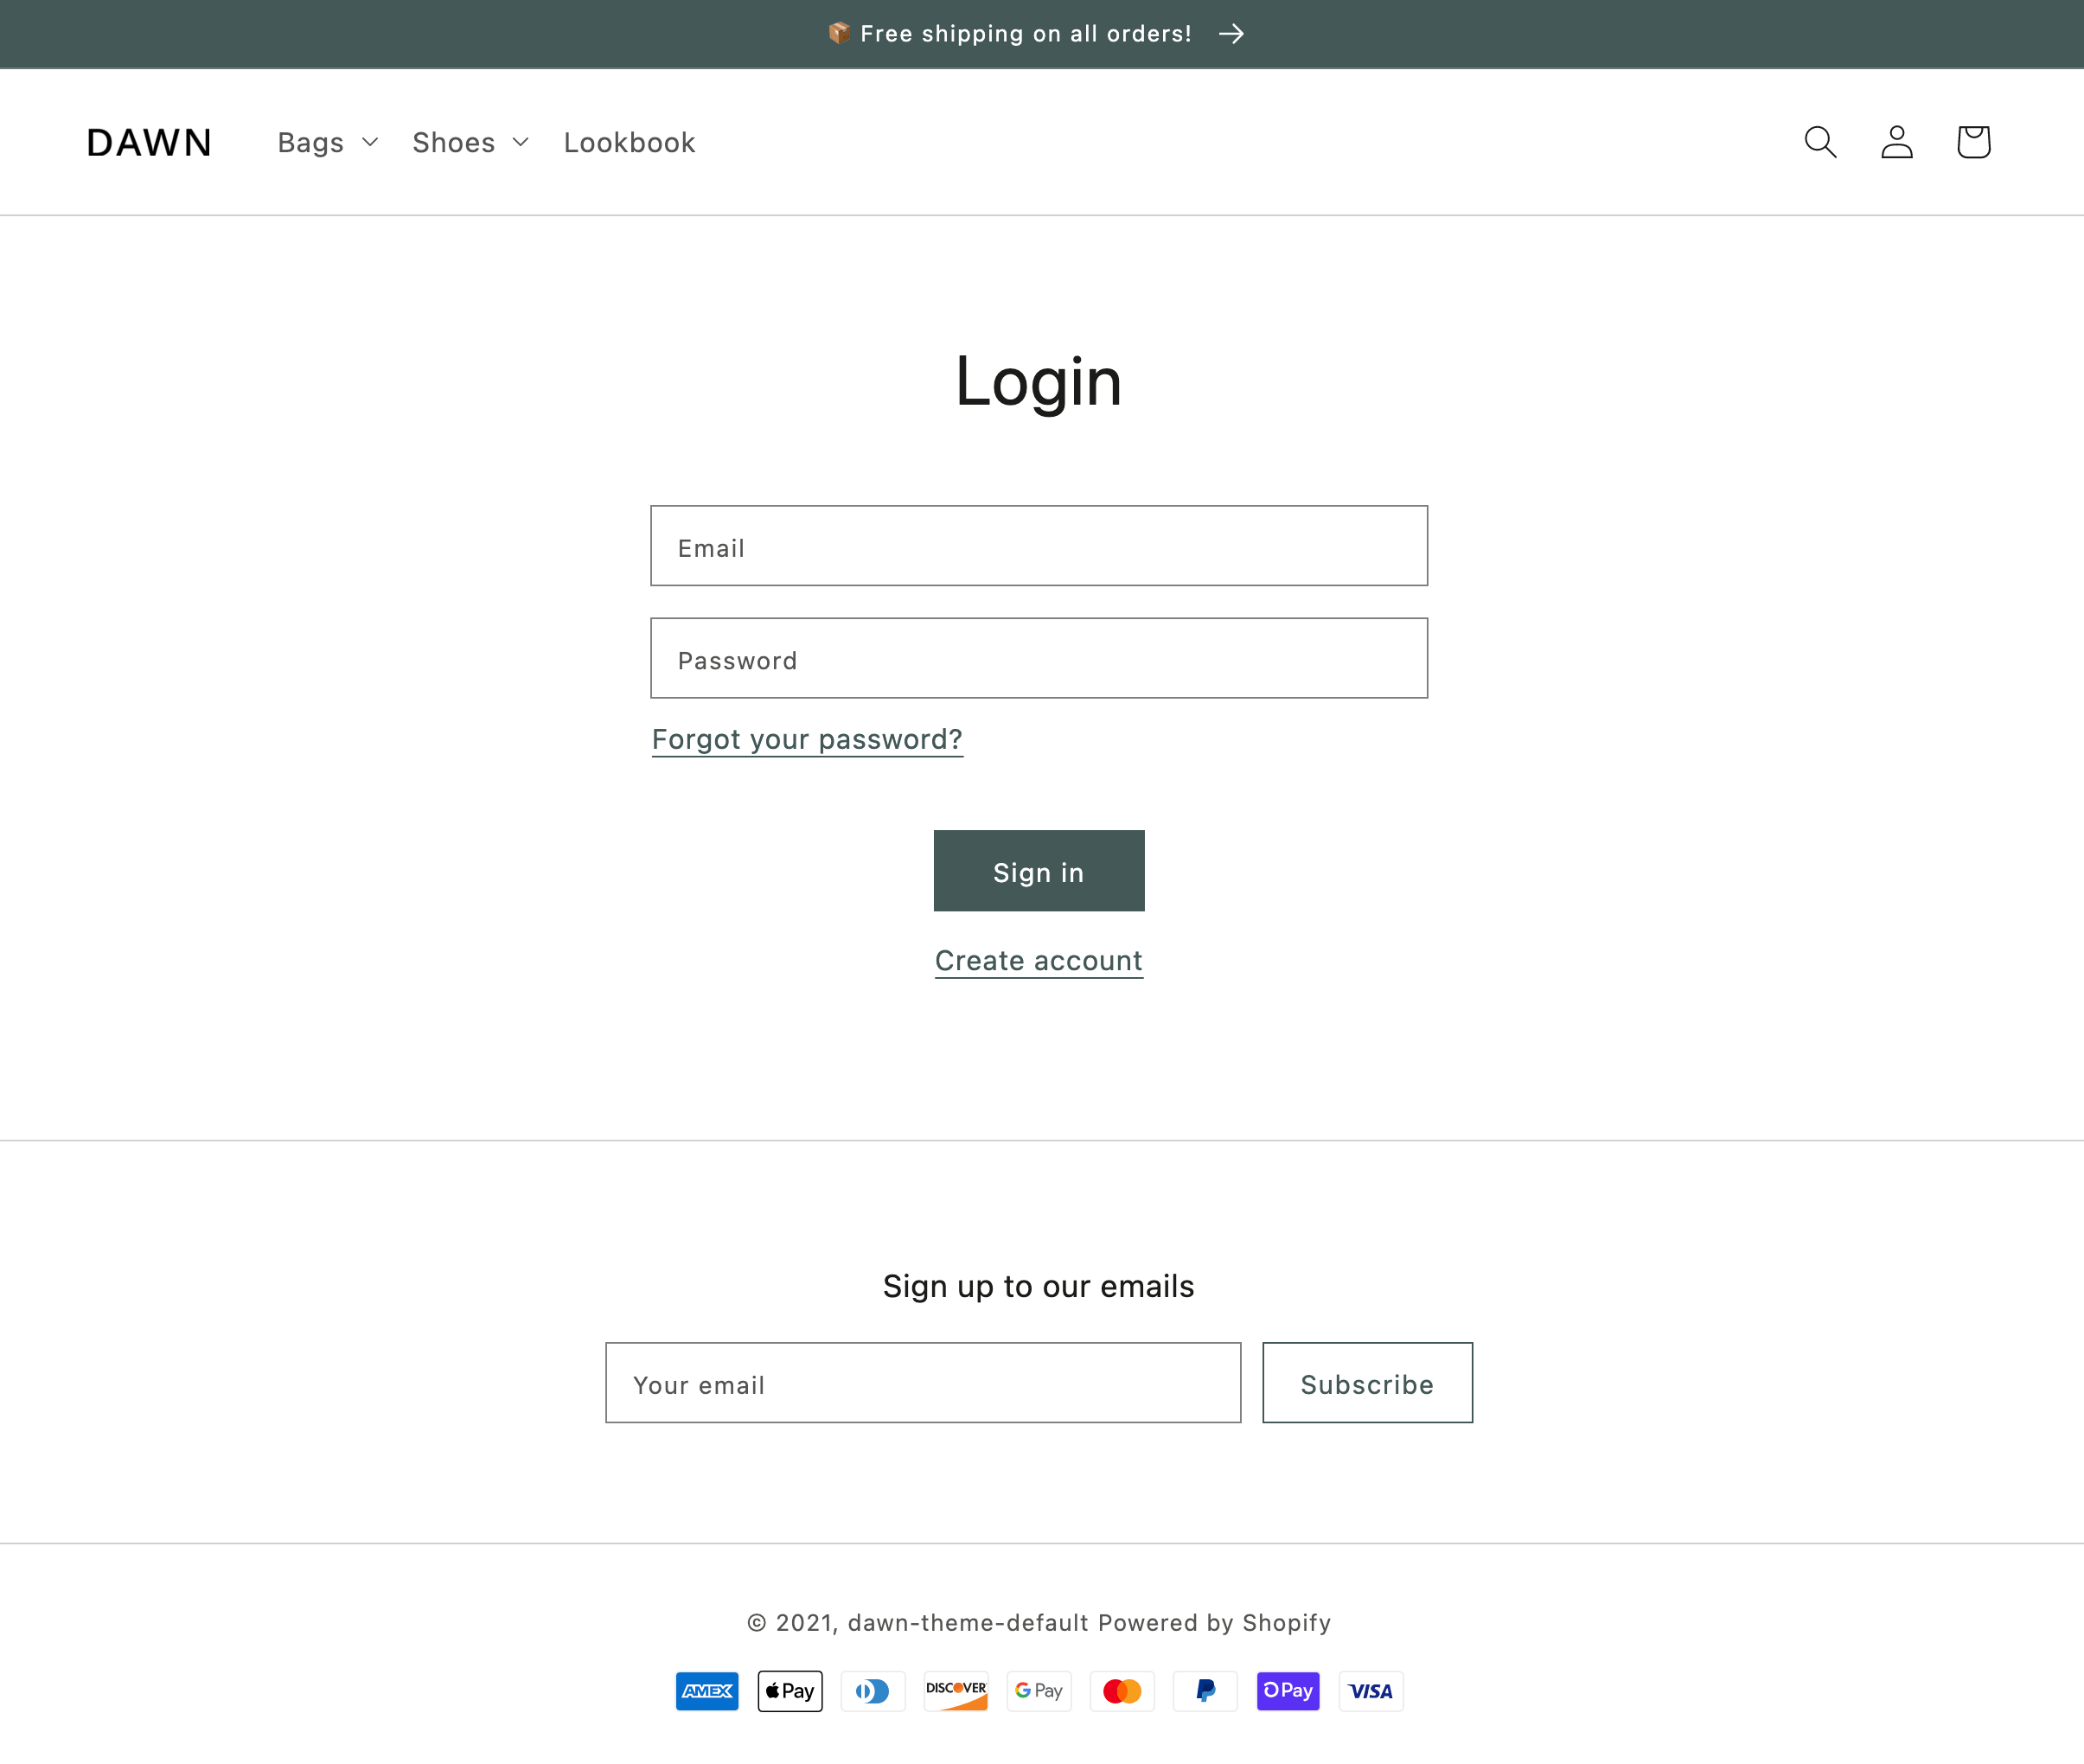 📦 Free shipping on all orders! →
DAWN Bags Shoes Lookbook
Login
Email
Password
Forgot your password?
Sign in
Create account
Sign up to our emails
Your email Subscribe
© 2021, dawn-theme-default Powered by Shopify
AMEX Pay DISCOVER G Pay Pay VISA